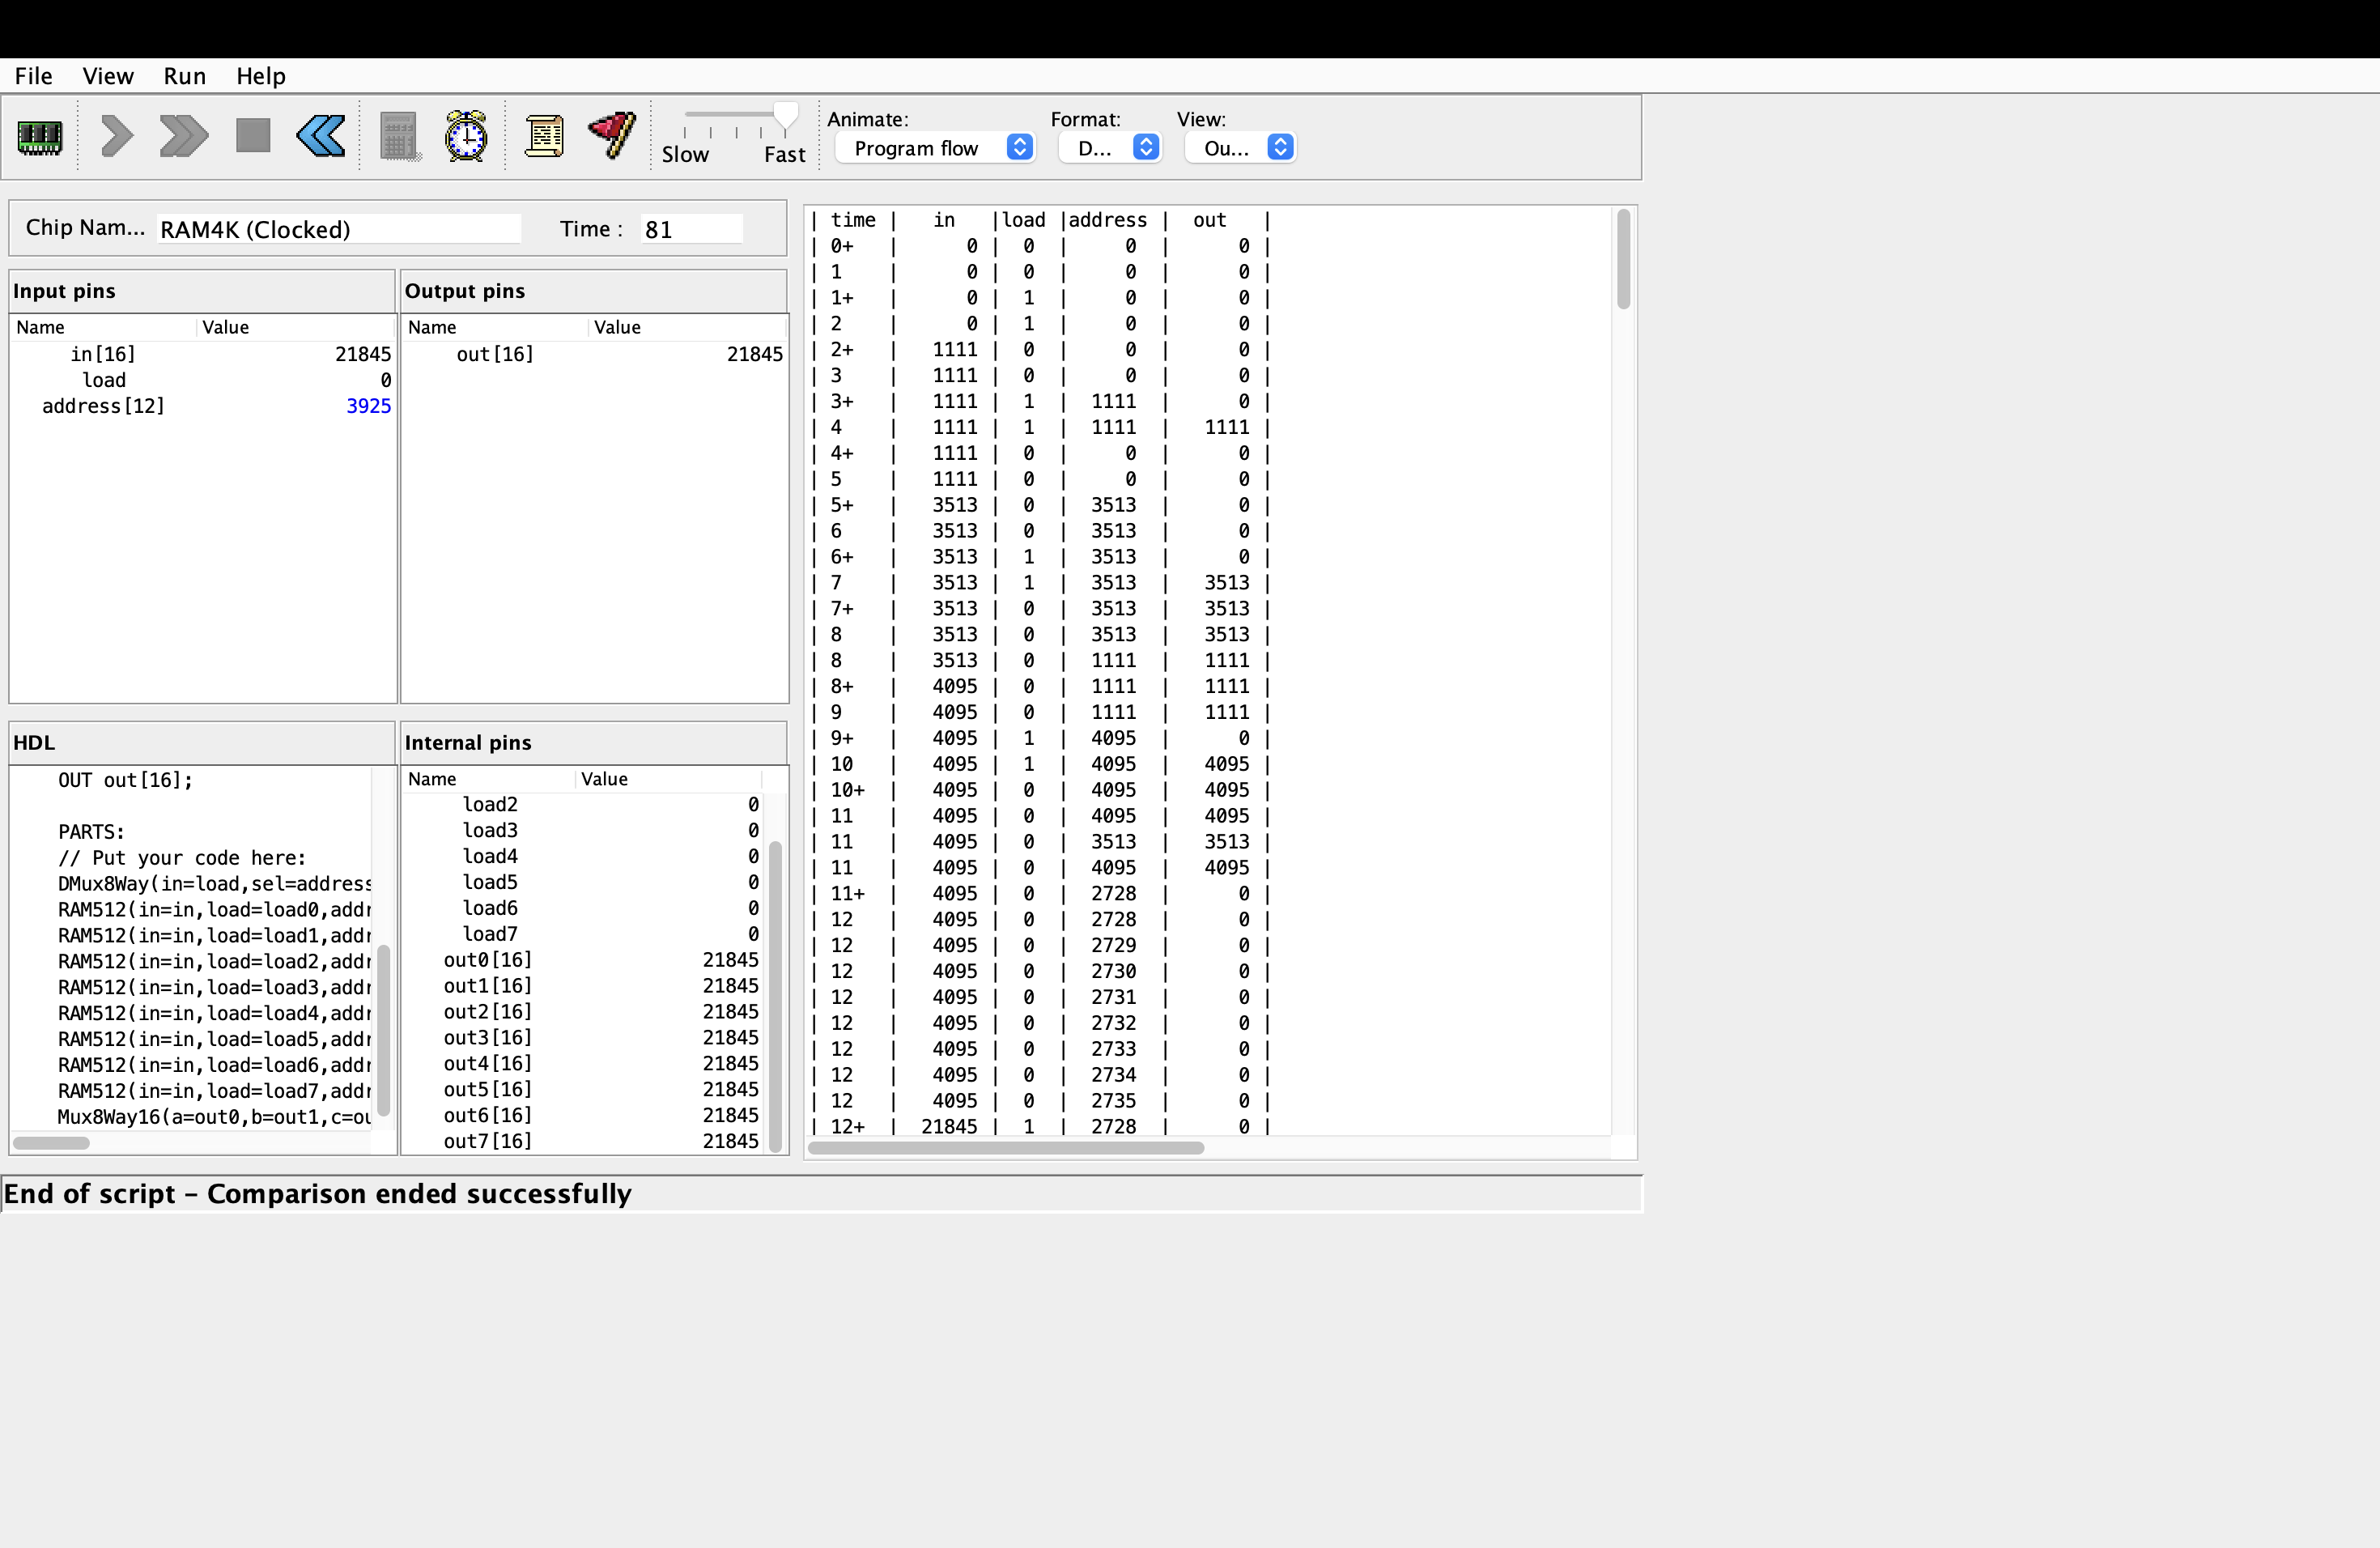 File View Run Help
Slow Fast
Animate: Format: View:
Program flow D... Ou...
Chip Nam... RAM4K (Clocked) Time : 81
Input pins
Name Value
in[16] 21845
load 0
address[12] 3925
Output pins
Name Value
out[16] 21845
HDL
OUT out[16];
PARTS:
// Put your code here:
DMux8Way(in=load,sel=address
RAM512(in=in,load=load0,addr
RAM512(in=in,load=load1,addr
RAM512(in=in,load=load2,addr
RAM512(in=in,load=load3,addr
RAM512(in=in,load=load4,addr
RAM512(in=in,load=load5,addr
RAM512(in=in,load=load6,addr
RAM512(in=in,load=load7,addr
Mux8Way16(a=out0,b=out1,c=ou
Internal pins
Name Value
load2 0
load3 0
load4 0
load5 0
load6 0
load7 0
out0[16] 21845
out1[16] 21845
out2[16] 21845
out3[16] 21845
out4[16] 21845
out5[16] 21845
out6[16] 21845
out7[16] 21845
| time | in |load |address | out |
| 0+ | 0 | 0 | 0 | 0 |
| 1 | 0 | 0 | 0 | 0 |
| 1+ | 0 | 1 | 0 | 0 |
| 2 | 0 | 1 | 0 | 0 |
| 2+ | 1111 | 0 | 0 | 0 |
| 3 | 1111 | 0 | 0 | 0 |
| 3+ | 1111 | 1 | 1111 | 0 |
| 4 | 1111 | 1 | 1111 | 1111 |
| 4+ | 1111 | 0 | 0 | 0 |
| 5 | 1111 | 0 | 0 | 0 |
| 5+ | 3513 | 0 | 3513 | 0 |
| 6 | 3513 | 0 | 3513 | 0 |
| 6+ | 3513 | 1 | 3513 | 0 |
| 7 | 3513 | 1 | 3513 | 3513 |
| 7+ | 3513 | 0 | 3513 | 3513 |
| 8 | 3513 | 0 | 3513 | 3513 |
| 8 | 3513 | 0 | 1111 | 1111 |
| 8+ | 4095 | 0 | 1111 | 1111 |
| 9 | 4095 | 0 | 1111 | 1111 |
| 9+ | 4095 | 1 | 4095 | 0 |
| 10 | 4095 | 1 | 4095 | 4095 |
| 10+ | 4095 | 0 | 4095 | 4095 |
| 11 | 4095 | 0 | 4095 | 4095 |
| 11 | 4095 | 0 | 3513 | 3513 |
| 11 | 4095 | 0 | 4095 | 4095 |
| 11+ | 4095 | 0 | 2728 | 0 |
| 12 | 4095 | 0 | 2728 | 0 |
| 12 | 4095 | 0 | 2729 | 0 |
| 12 | 4095 | 0 | 2730 | 0 |
| 12 | 4095 | 0 | 2731 | 0 |
| 12 | 4095 | 0 | 2732 | 0 |
| 12 | 4095 | 0 | 2733 | 0 |
| 12 | 4095 | 0 | 2734 | 0 |
| 12 | 4095 | 0 | 2735 | 0 |
| 12+ | 21845 | 1 | 2728 | 0 |
End of script – Comparison ended successfully